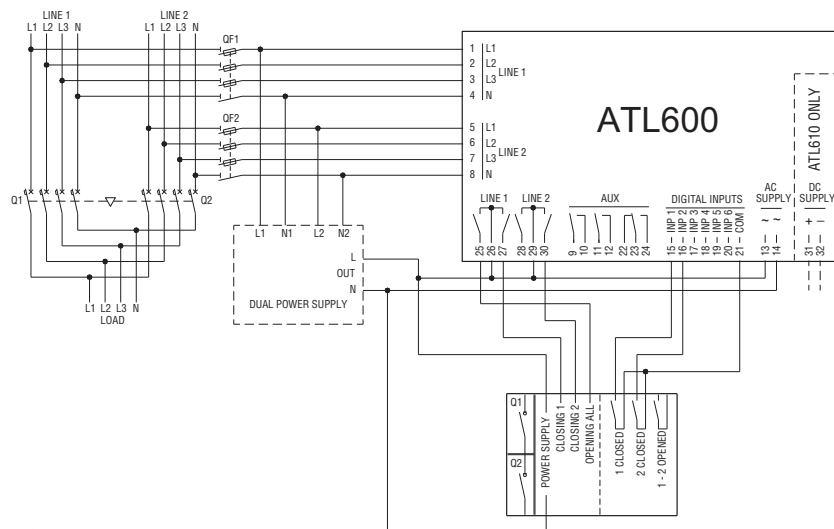 LINE 1 LINE 2
L1 L2 L3 N L1 L2 L3 N
QF1
1 L1
2 L2
3 L3
4 N
LINE 1
QF2
5 L1
6 L2
7 L3
8 N
LINE 2
ATL600
ATL610 ONLY
Q1 Q2
LINE 1 LINE 2 AUX DIGITAL INPUTS
AC SUPPLY
DC SUPPLY
~ ~ + –
25 26 27 28 29 30 9 10 11 12 22 23 24
15 – INP 1
16 – INP 2
17 – INP 3
18 – INP 4
19 – INP 5
20 – INP 6
21 – COM
13 14 31 32
L1 N1 L2 N2
L
OUT
N
DUAL POWER SUPPLY
L1 L2 L3 N
LOAD
Q1
Q2
POWER SUPPLY
CLOSING 1
CLOSING 2
OPENING ALL
1 CLOSED
2 CLOSED
1 - 2 OPENED